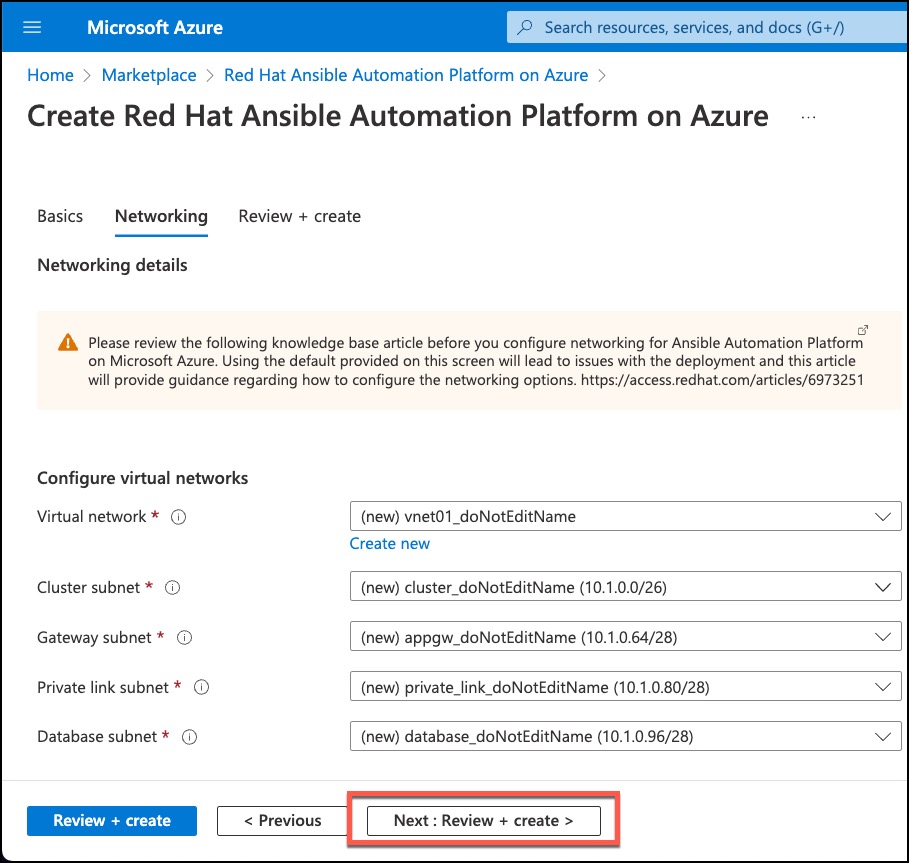 Microsoft Azure
Search resources, services, and docs (G+/)
Home > Marketplace > Red Hat Ansible Automation Platform on Azure >
Create Red Hat Ansible Automation Platform on Azure ...
Basics Networking Review + create
Networking details
Please review the following knowledge base article before you configure networking for Ansible Automation Platform
on Microsoft Azure. Using the default provided on this screen will lead to issues with the deployment and this article
will provide guidance regarding how to configure the networking options. https://access.redhat.com/articles/6973251
Configure virtual networks
Virtual network * (new) vnet01_doNotEditName
Create new
Cluster subnet * (new) cluster_doNotEditName (10.1.0.0/26)
Gateway subnet * (new) appgw_doNotEditName (10.1.0.64/28)
Private link subnet * (new) private_link_doNotEditName (10.1.0.80/28)
Database subnet * (new) database_doNotEditName (10.1.0.96/28)
Review + create < Previous Next : Review + create >